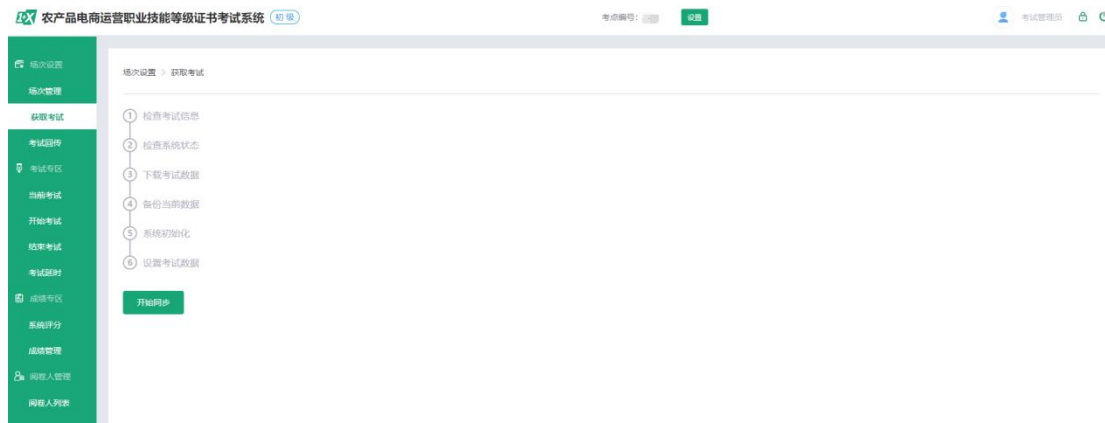 农产品电商运营职业技能等级证书考试系统 初级
考点编号: 设置 考试管理员
场次设置
场次管理
获取考试
考试回传
考试专区
当前考试
开始考试
结束考试
考试延时
成绩专区
系统评分
成绩管理
阅卷人管理
阅卷人列表
场次设置 > 获取考试
1 检查考试信息
2 检查系统状态
3 下载考试数据
4 备份当前数据
5 系统初始化
6 设置考试数据
开始同步